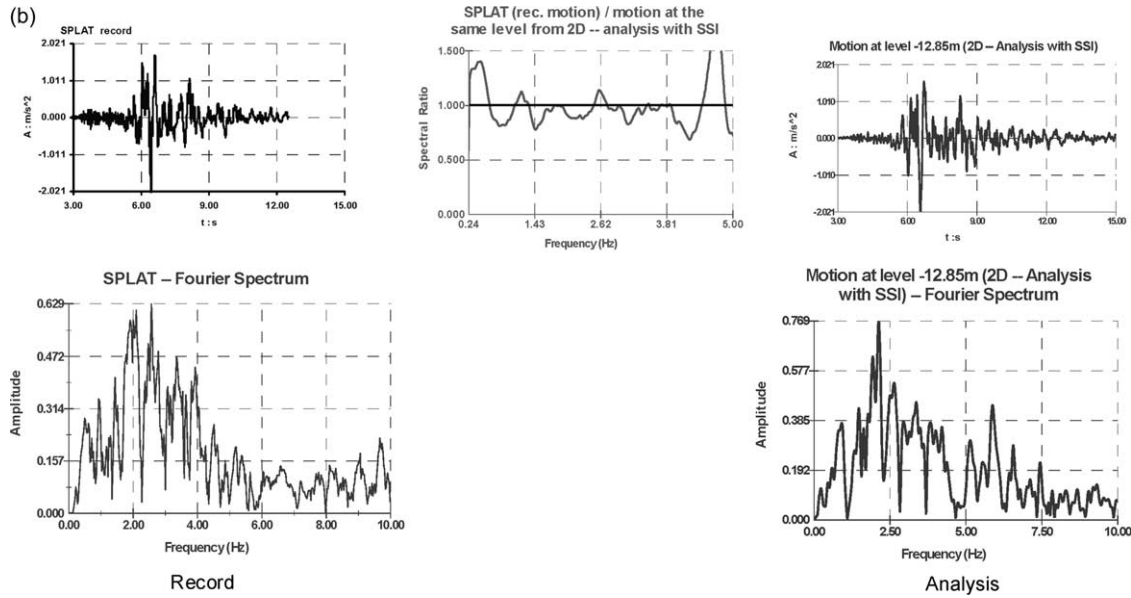 (b)
SPLAT record
2.021
1.011
0.000
-1.011
-2.021
A : m/s^2
3.00 6.00 9.00 12.00 15.00
t : s
SPLAT (rec. motion) / motion at the
same level from 2D -- analysis with SSI
1.500
1.000
0.500
0.000
Spectral Ratio
0.24 1.43 2.62 3.81 5.00
Frequency (Hz)
Motion at level -12.85m (2D -- Analysis with SSI)
2.021
1.010
0.000
-1.010
-2.021
A : m/s^2
3.00 6.00 9.00 12.00 15.00
t :s
SPLAT -- Fourier Spectrum
0.629
0.472
0.314
0.157
0.000
Amplitude
0.00 2.00 4.00 6.00 8.00 10.00
Frequency (Hz)
Record
Motion at level -12.85m (2D -- Analysis
with SSI) -- Fourier Spectrum
0.769
0.577
0.385
0.192
0.000
Amplitude
0.00 2.50 5.00 7.50 10.00
Frequency (Hz)
Analysis